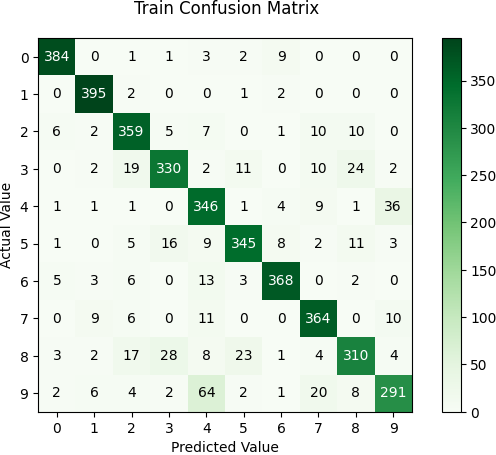 Train Confusion Matrix
Actual Value
0 384 0 1 1 3 2 9 0 0 0
1 0 395 2 0 0 1 2 0 0 0
2 6 2 359 5 7 0 1 10 10 0
3 0 2 19 330 2 11 0 10 24 2
4 1 1 1 0 346 1 4 9 1 36
5 1 0 5 16 9 345 8 2 11 3
6 5 3 6 0 13 3 368 0 2 0
7 0 9 6 0 11 0 0 364 0 10
8 3 2 17 28 8 23 1 4 310 4
9 2 6 4 2 64 2 1 20 8 291
0 1 2 3 4 5 6 7 8 9
Predicted Value
350
300
250
200
150
100
50
0